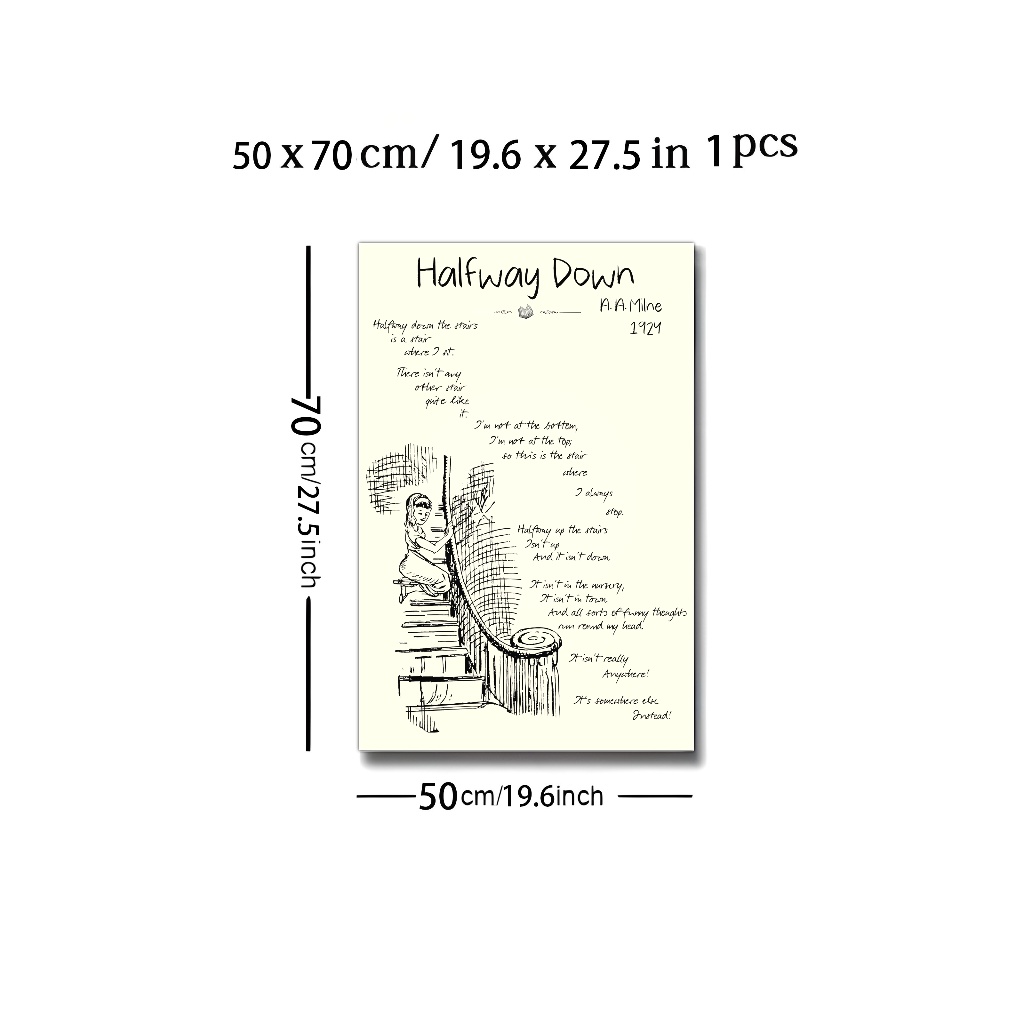 50 x 70 cm/ 19.6 x 27.5 in 1 pcs
Halfway Down
A.A.Milne
1924
Halfway down the stairs
is a stair
where I sit.
There isn't any
other stair
quite like
it.
I'm not at the bottom,
I'm not at the top;
so this is the stair
where
I always
stop.
Halfway up the stairs
Isn't up
And it isn't down.
It isn't in the nursery,
It isn't in town.
And all sorts of funny thoughts
run round my head.
It isn't really
Anywhere!
It's somewhere else
Instead!
70cm/27.5inch
50cm/19.6inch